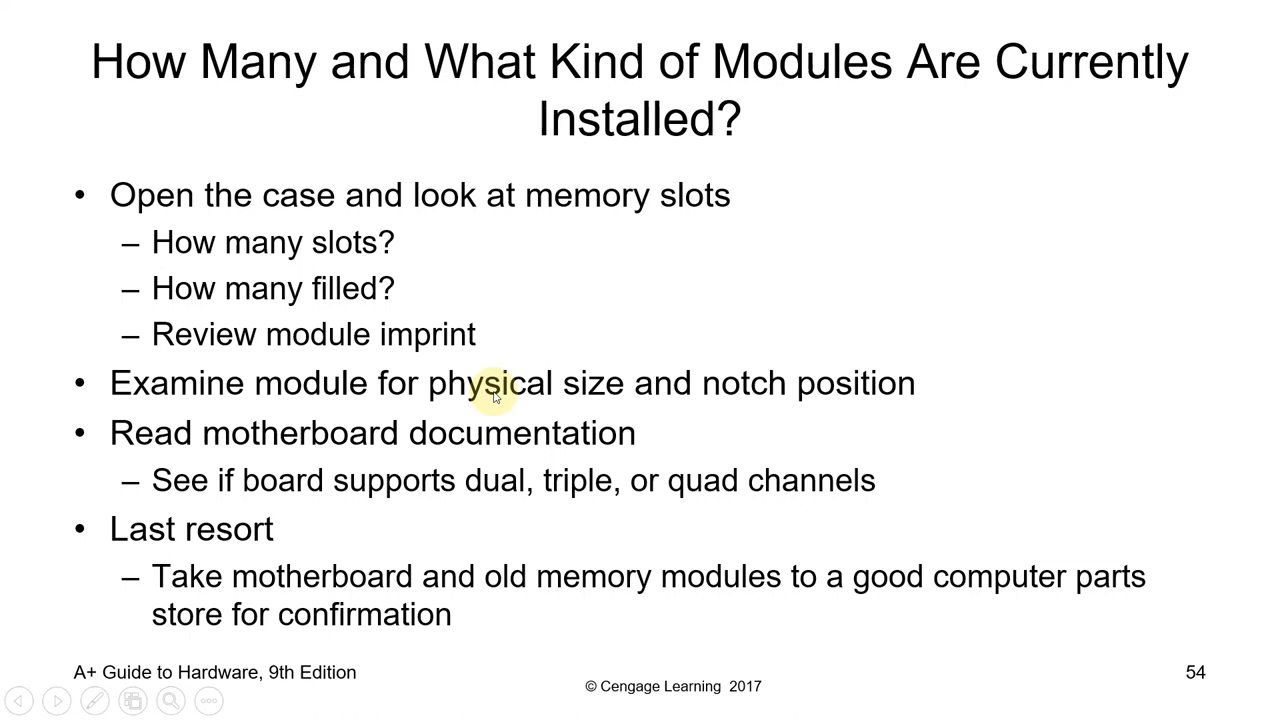 How Many and What Kind of Modules Are Currently
Installed?
• Open the case and look at memory slots
– How many slots?
– How many filled?
– Review module imprint
• Examine module for physical size and notch position
• Read motherboard documentation
– See if board supports dual, triple, or quad channels
• Last resort
– Take motherboard and old memory modules to a good computer parts
store for confirmation
A+ Guide to Hardware, 9th Edition
© Cengage Learning 2017
54